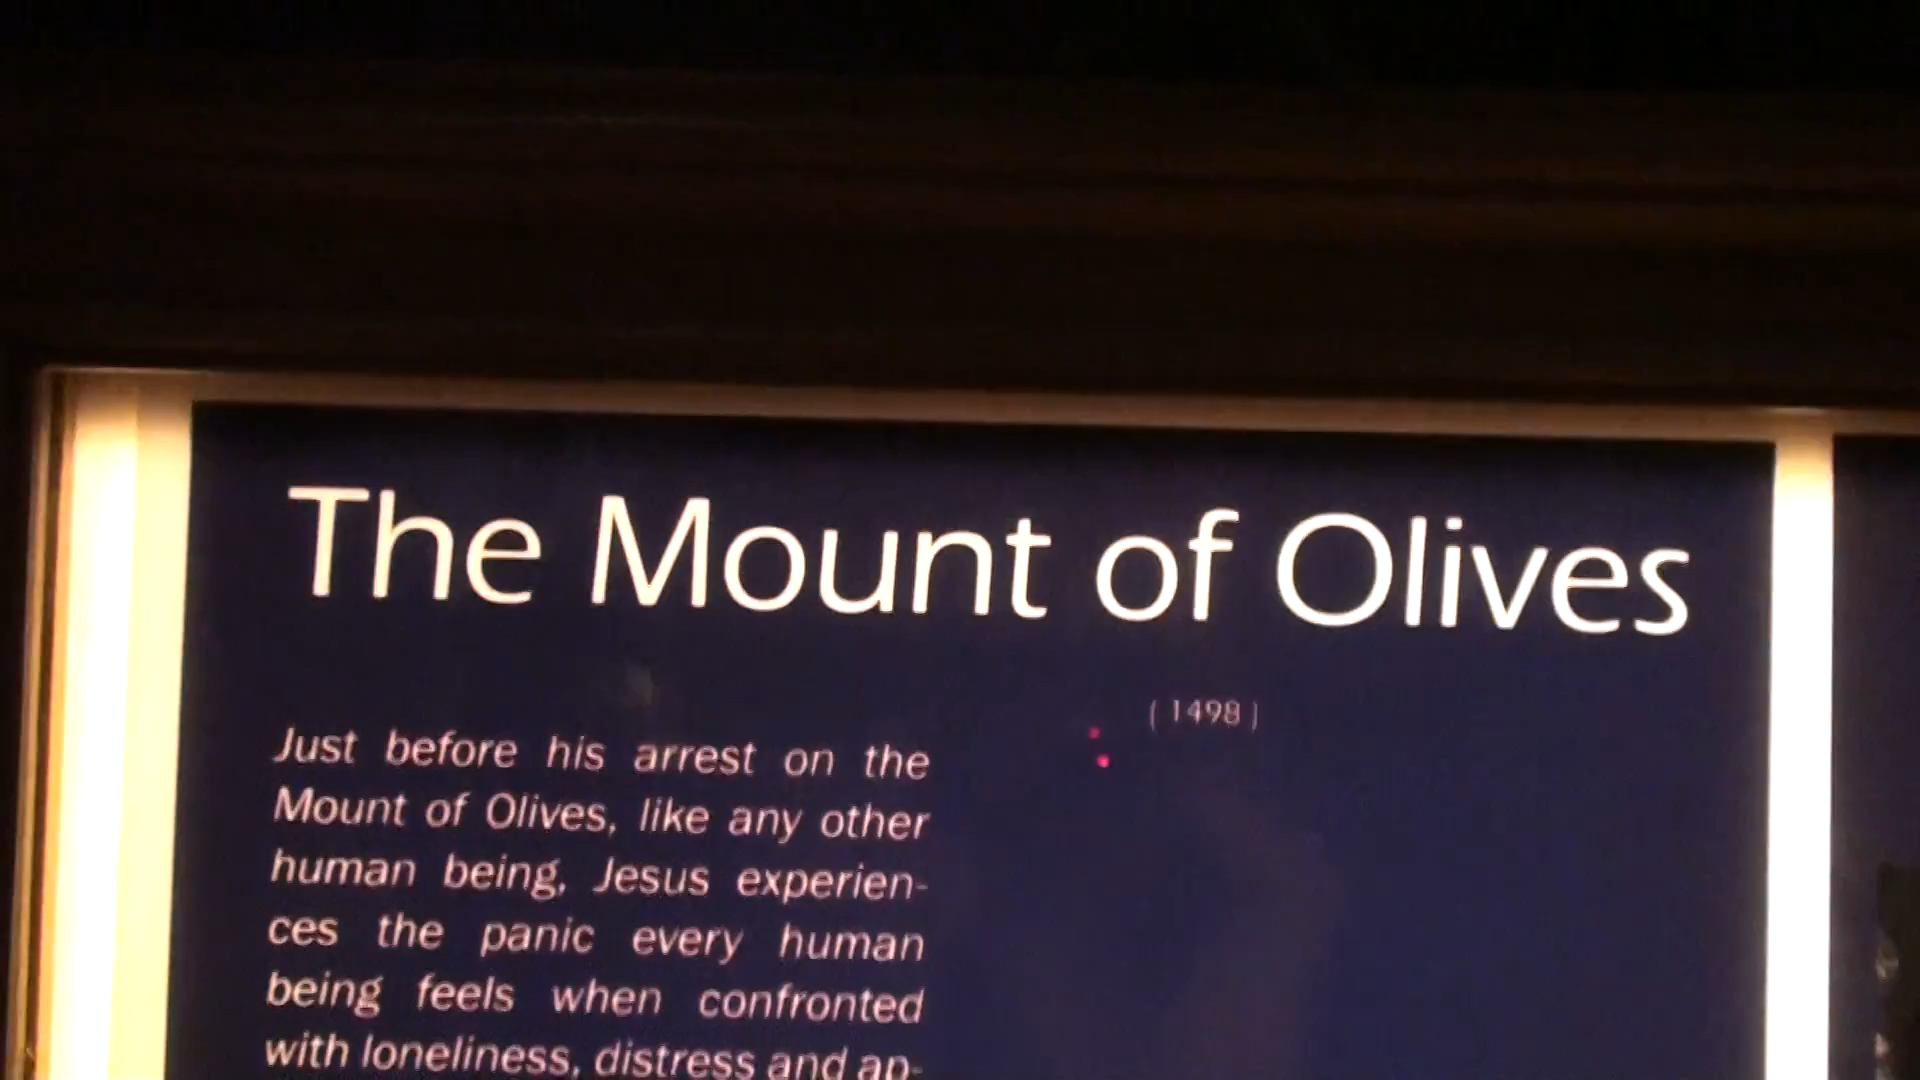 The Mount of Olives
( 1498 )
Just before his arrest on the
Mount of Olives, like any other
human being, Jesus experien-
ces the panic every human
being feels when confronted
with loneliness, distress and ap-